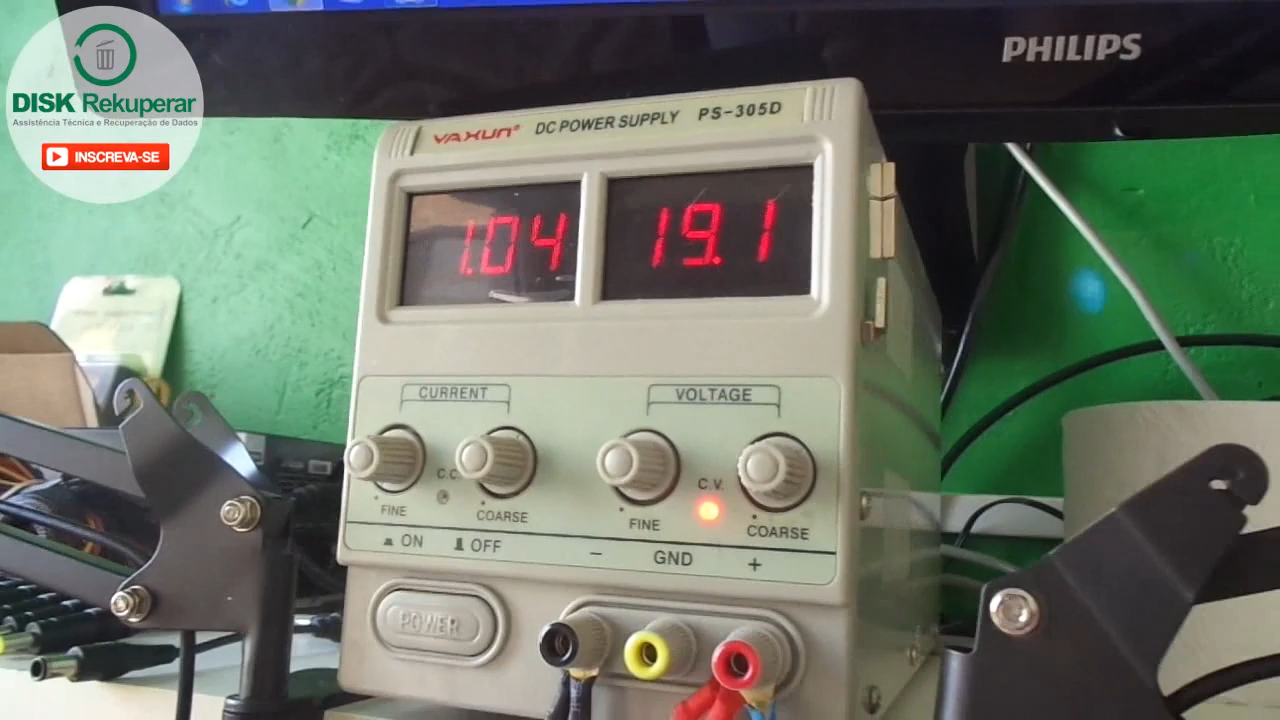 DISK Rekuperar
Assistência Técnica e Recuperação de Dados
INSCREVA-SE
PHILIPS
YAXUN® DC POWER SUPPLY PS-305D
1.04 19.1
CURRENT VOLTAGE
C.C. C.V.
FINE COARSE FINE COARSE
ON OFF − GND +
POWER